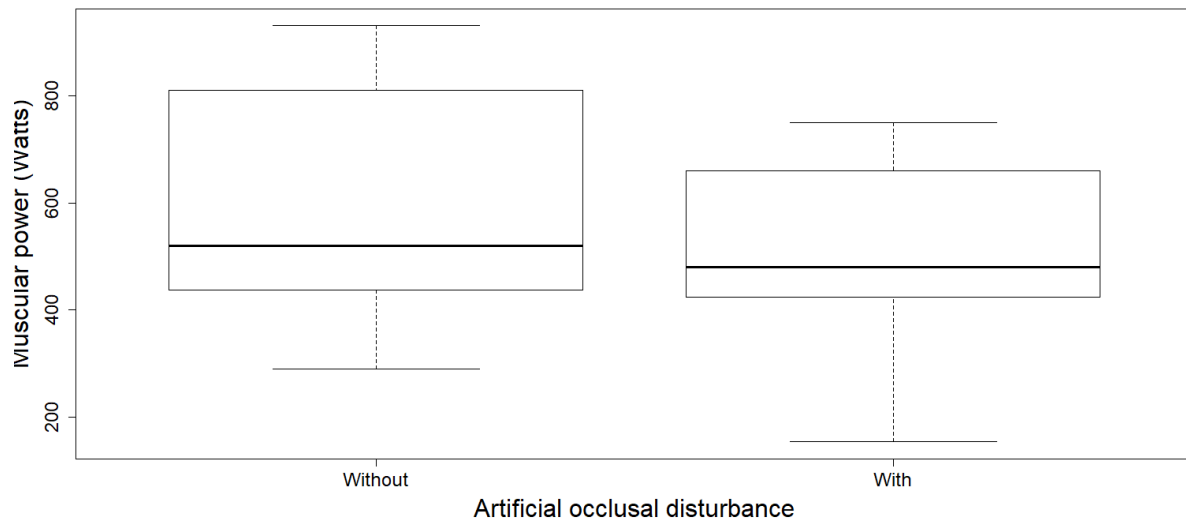 Muscular power (Watts)
800
600
400
200
Without
With
Artificial occlusal disturbance